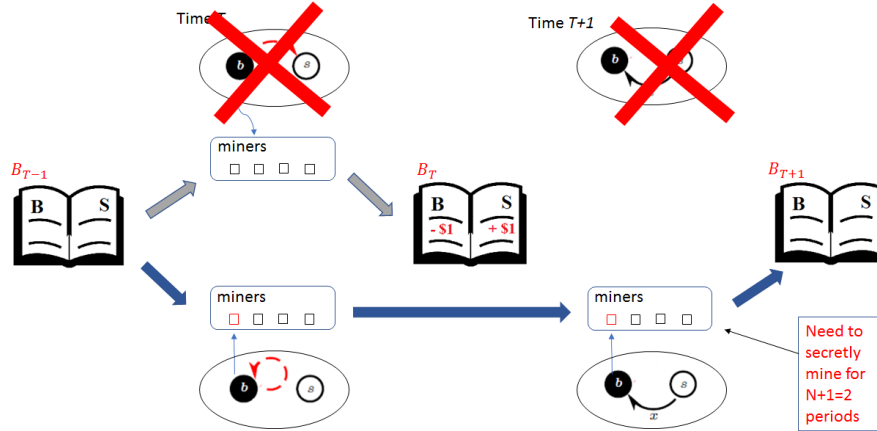 Time T
Time T+1
b
s
b
miners
B_{T-1}
B S
B_T
B S
- $1 + $1
B_{T+1}
B S
miners
miners
b
s
b
s
x
Need to
secretly
mine for
N+1=2
periods